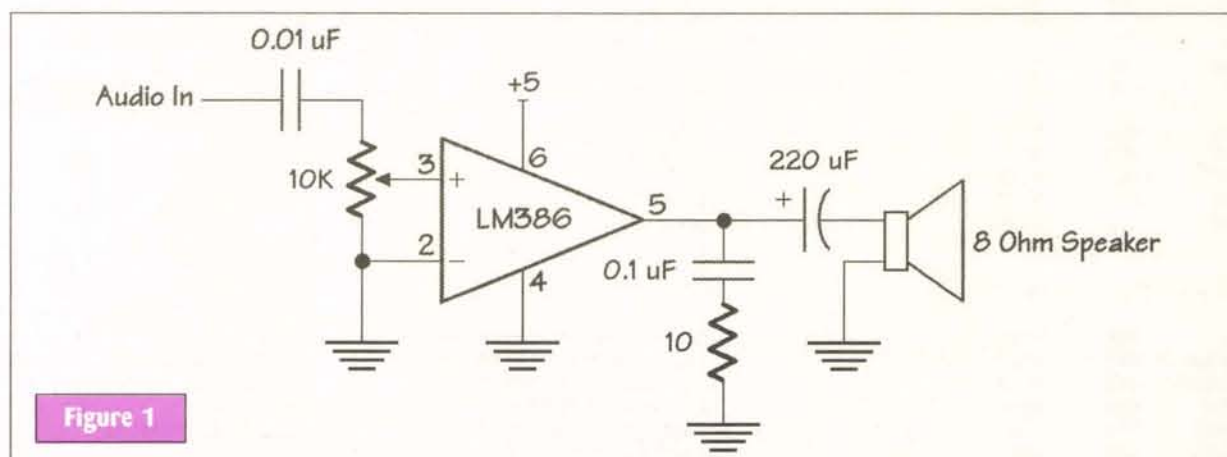 0.01 uF
Audio In
+5
10K
3
+
6
LM386
5
2
−
4
220 uF
+
8 Ohm Speaker
0.1 uF
10
Figure 1